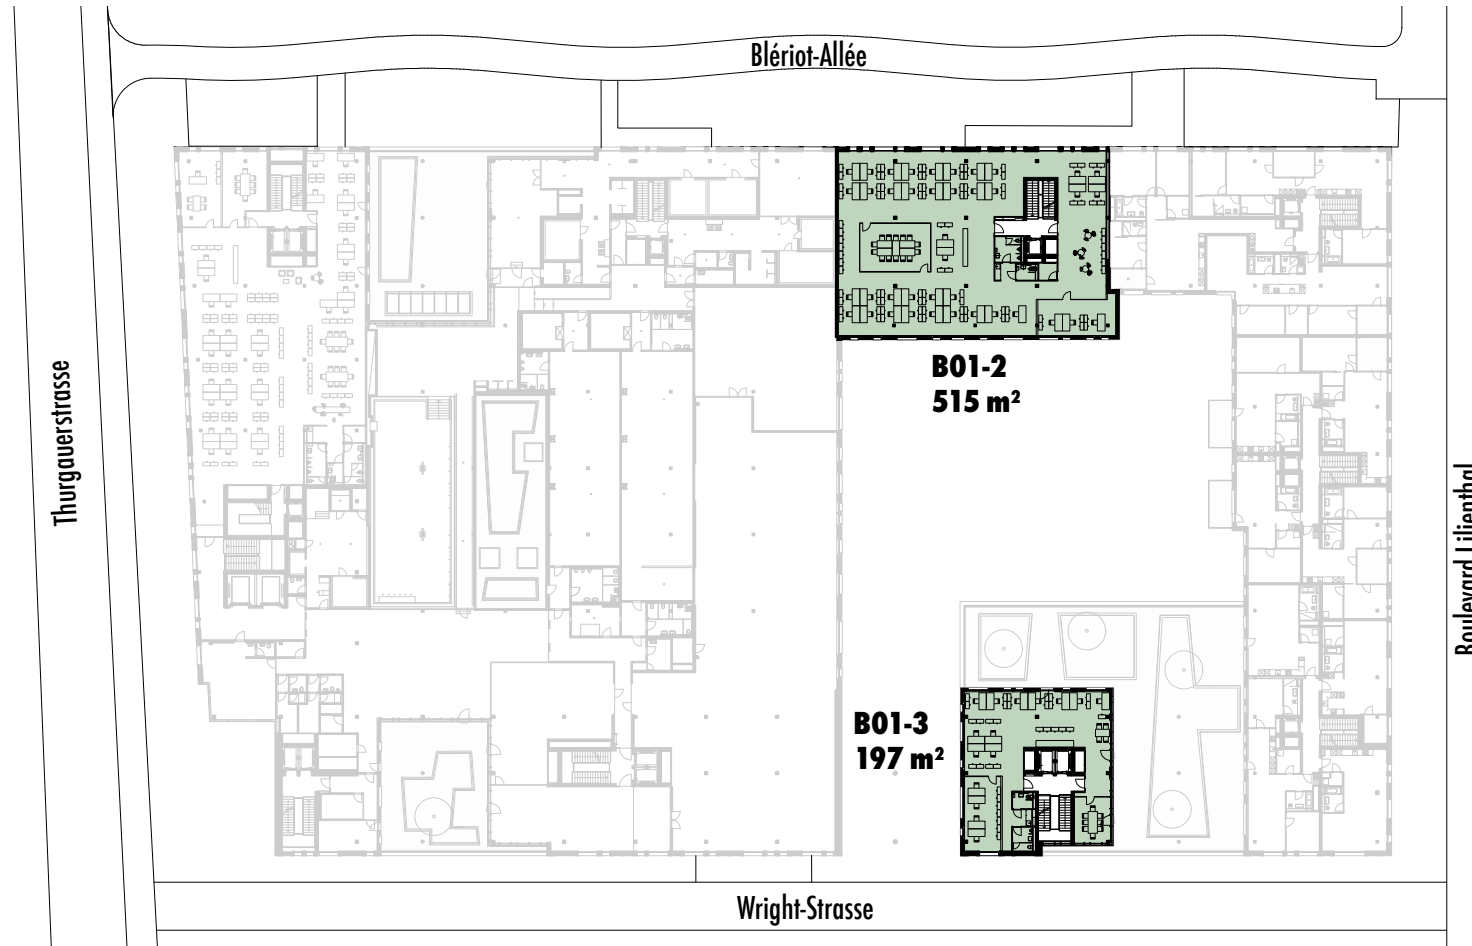 Blériot-Allée
Thurgauerstrasse
B01-2
515 m²
Boulevard Lilienthal
B01-3
197 m²
Wright-Strasse